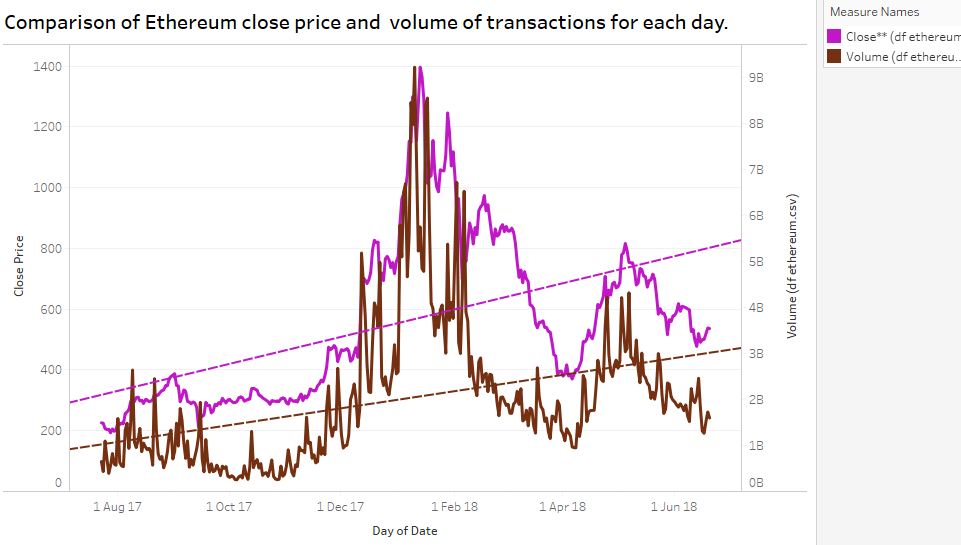 Comparison of Ethereum close price and  volume of transactions for each day.
Measure Names
Close** (df ethereum
Volume (df ethereu..
1400
1200
1000
800
600
400
200
0
Close Price
9B
8B
7B
6B
5B
4B
3B
2B
1B
0B
Volume (df ethereum.csv)
1 Aug 17
1 Oct 17
1 Dec 17
1 Feb 18
1 Apr 18
1 Jun 18
Day of Date